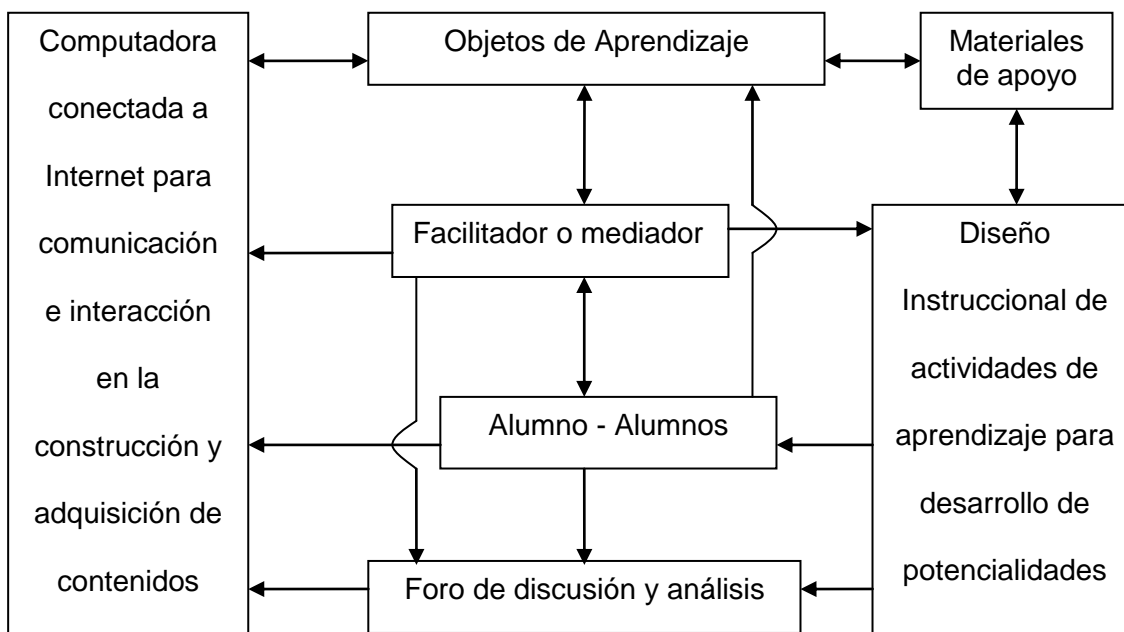 Computadora
conectada a
Internet para
comunicación
e interacción
en la
construcción y
adquisición de
contenidos
Objetos de Aprendizaje
Materiales
de apoyo
Facilitador o mediador
Diseño
Instruccional de
actividades de
aprendizaje para
desarrollo de
potencialidades
Alumno - Alumnos
Foro de discusión y análisis